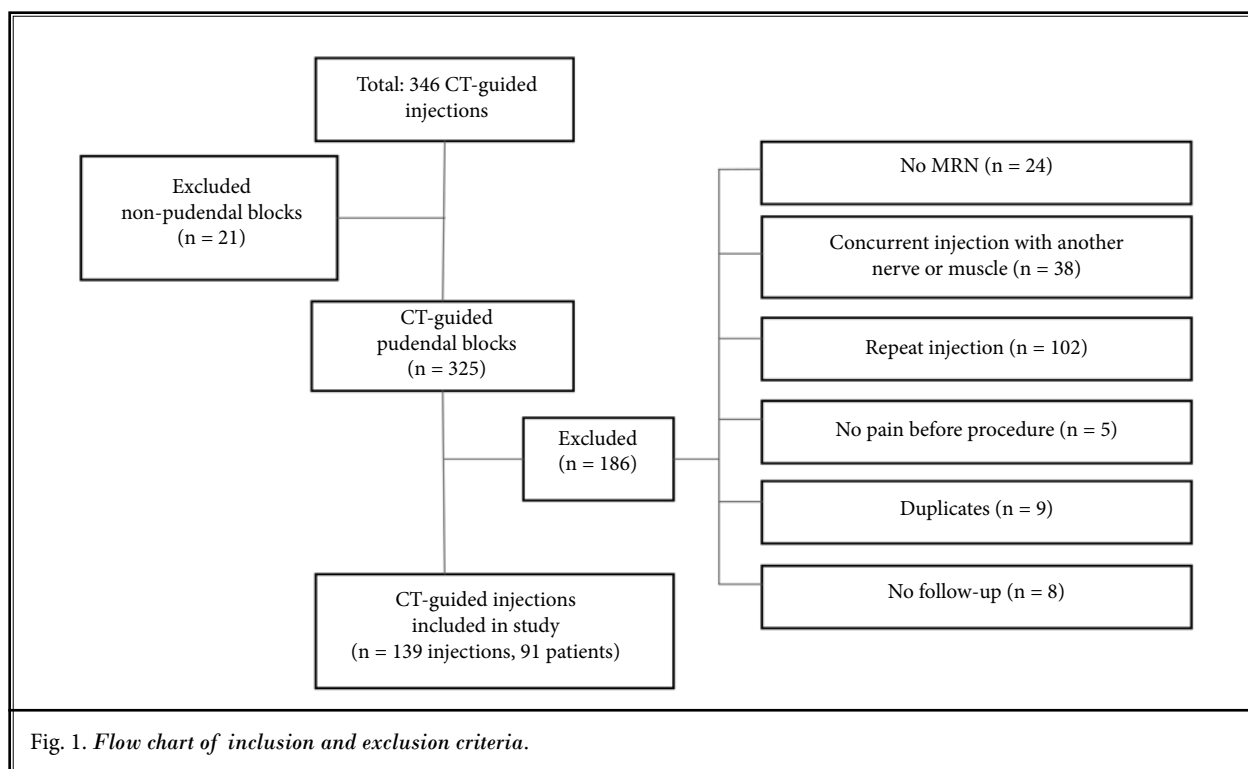 Total: 346 CT-guided
injections
Excluded
non-pudendal blocks
(n = 21)
CT-guided
pudendal blocks
(n = 325)
Excluded
(n = 186)
No MRN (n = 24)
Concurrent injection with another
nerve or muscle (n = 38)
Repeat injection (n = 102)
No pain before procedure (n = 5)
Duplicates (n = 9)
No follow-up (n = 8)
CT-guided injections
included in study
(n = 139 injections, 91 patients)
Fig. 1. Flow chart of inclusion and exclusion criteria.